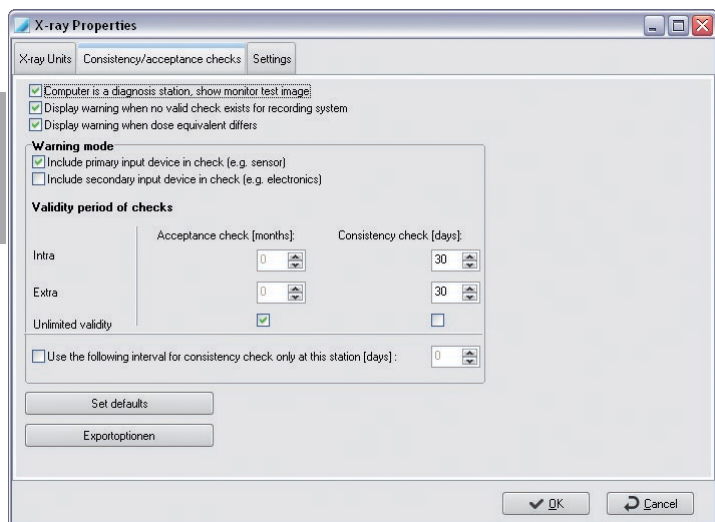 X-ray Properties
X-ray Units Consistency/acceptance checks Settings
Computer is a diagnosis station, show monitor test image
Display warning when no valid check exists for recording system
Display warning when dose equivalent differs
Warning mode
Include primary input device in check (e.g. sensor)
Include secondary input device in check (e.g. electronics)
Validity period of checks
Acceptance check [months]: Consistency check [days]:
Intra 0 30
Extra 0 30
Unlimited validity
Use the following interval for consistency check only at this station [days] : 0
Set defaults
Exportoptionen
OK Cancel